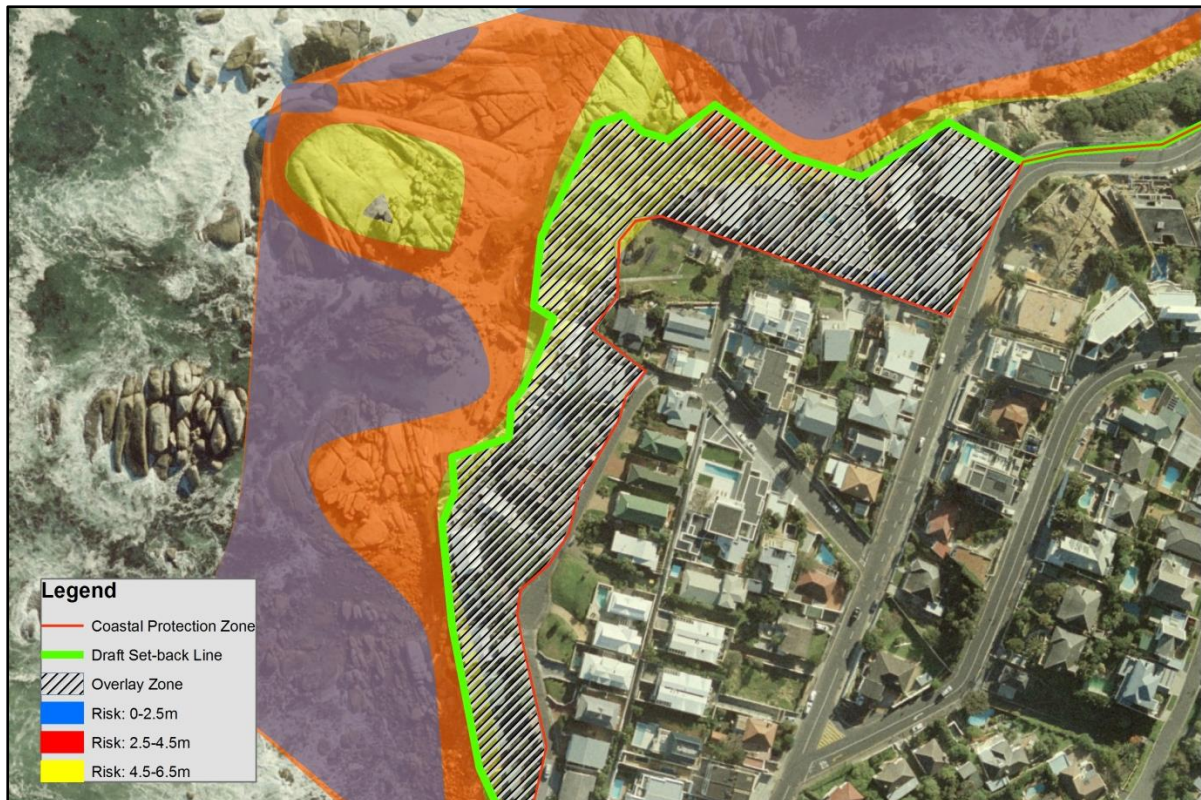 Legend
Coastal Protection Zone
Draft Set-back Line
Overlay Zone
Risk: 0-2.5m
Risk: 2.5-4.5m
Risk: 4.5-6.5m